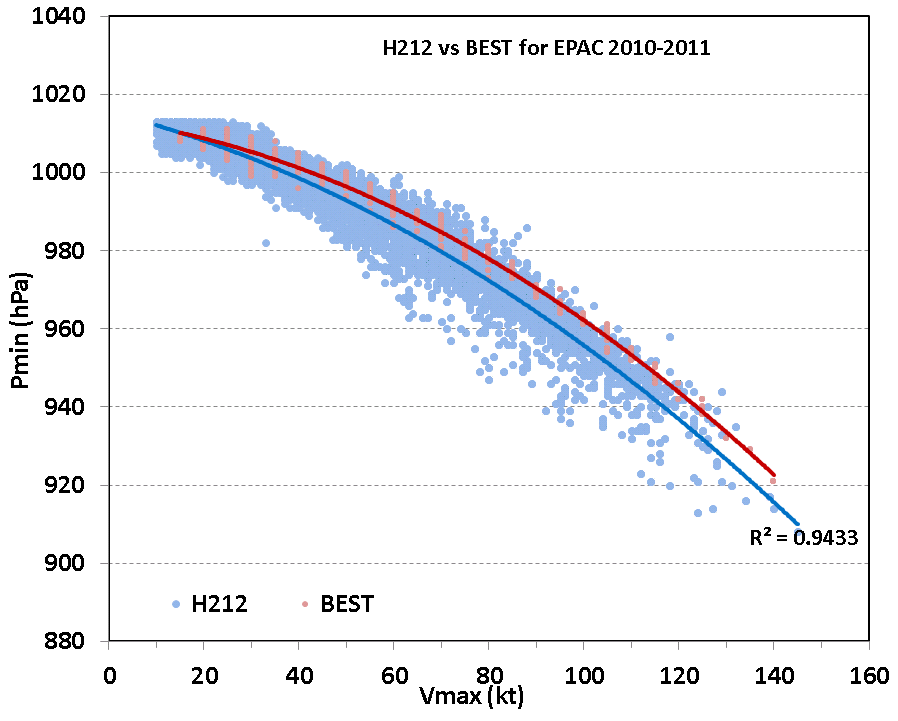 H212 vs BEST for EPAC 2010-2011
1040
1020
1000
980
960
940
920
900
880
Pmin (hPa)
R² = 0.9433
H212
BEST
0 20 40 60 80 100 120 140 160
Vmax (kt)